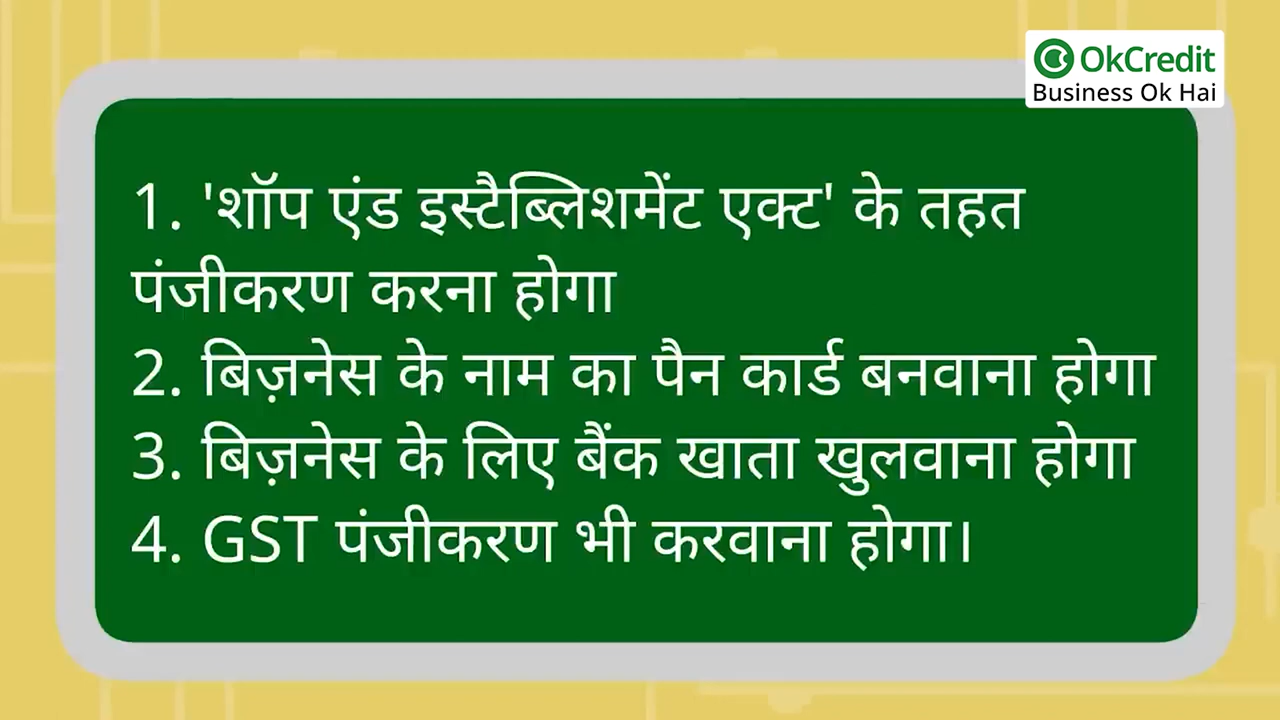 OkCredit
Business Ok Hai
1. 'शॉप एंड इस्टैब्लिशमेंट एक्ट' के तहत
पंजीकरण करना होगा
2. बिज़नेस के नाम का पैन कार्ड बनवाना होगा
3. बिज़नेस के लिए बैंक खाता खुलवाना होगा
4. GST पंजीकरण भी करवाना होगा।